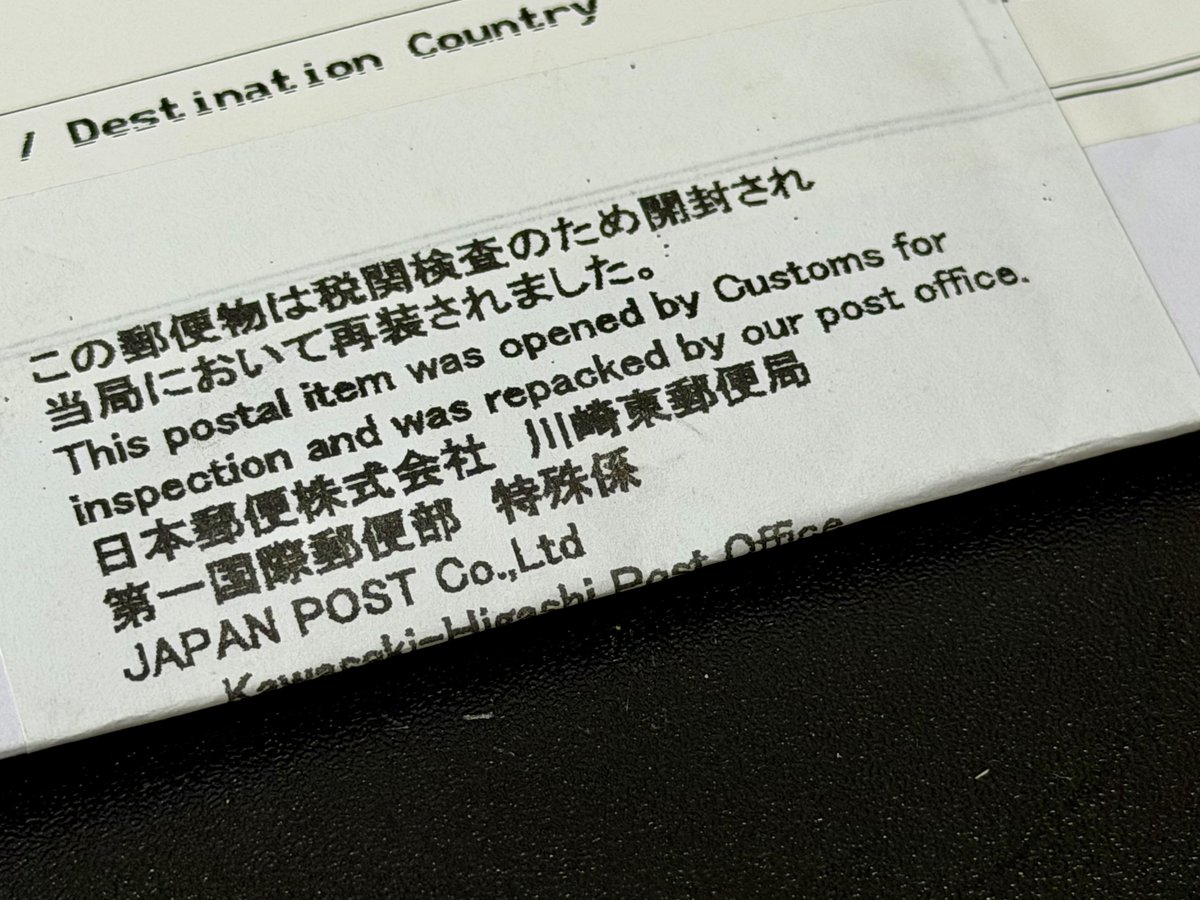 / Destination Country
この郵便物は税関検査のため開封され
当局において再装されました。
This postal item was opened by Customs for
inspection and was repacked by our post office.
日本郵便株式会社 川崎東郵便局
第一国際郵便部 特殊係
JAPAN POST Co.,Ltd
Kawasaki-Higashi Post Office